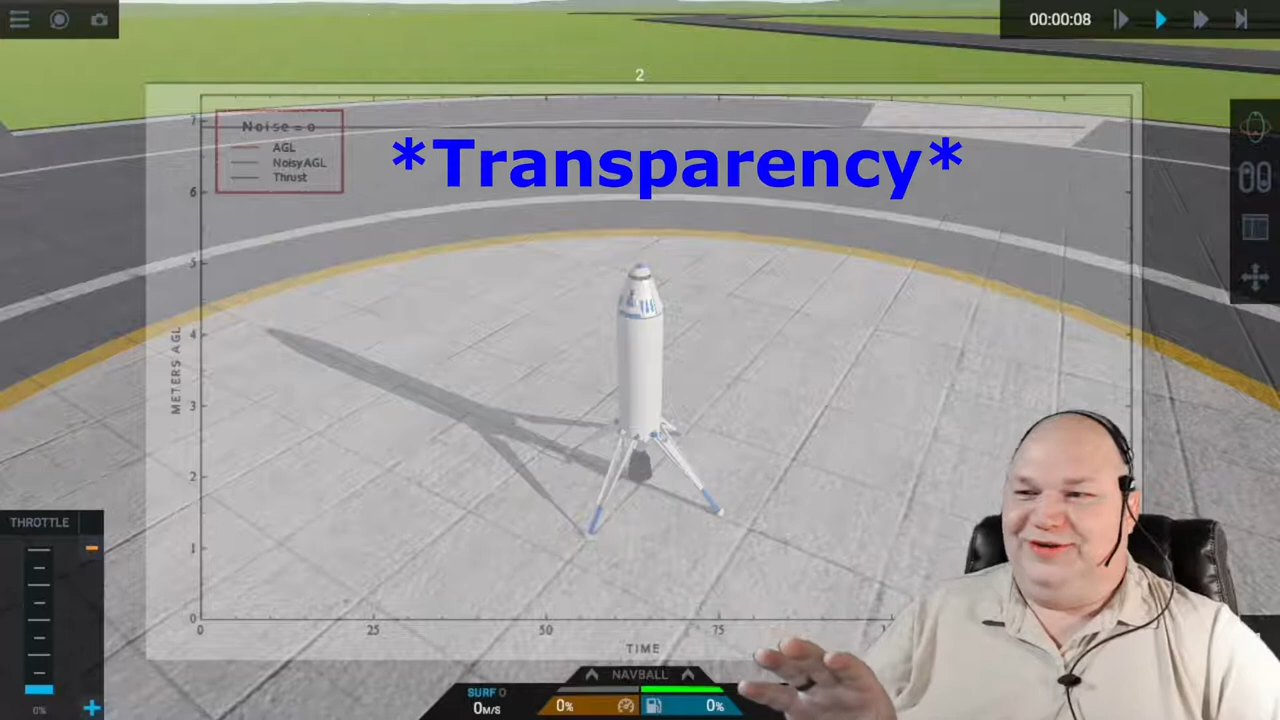 00:00:08
2
7
Noise = 0
AGL
NoisyAGL
Thrust
*Transparency*
6
5
4
3
2
1
0
METERS AGL
0
25
50
75
TIME
THROTTLE
0%
NAVBALL
SURF
0M/S
0%
0%